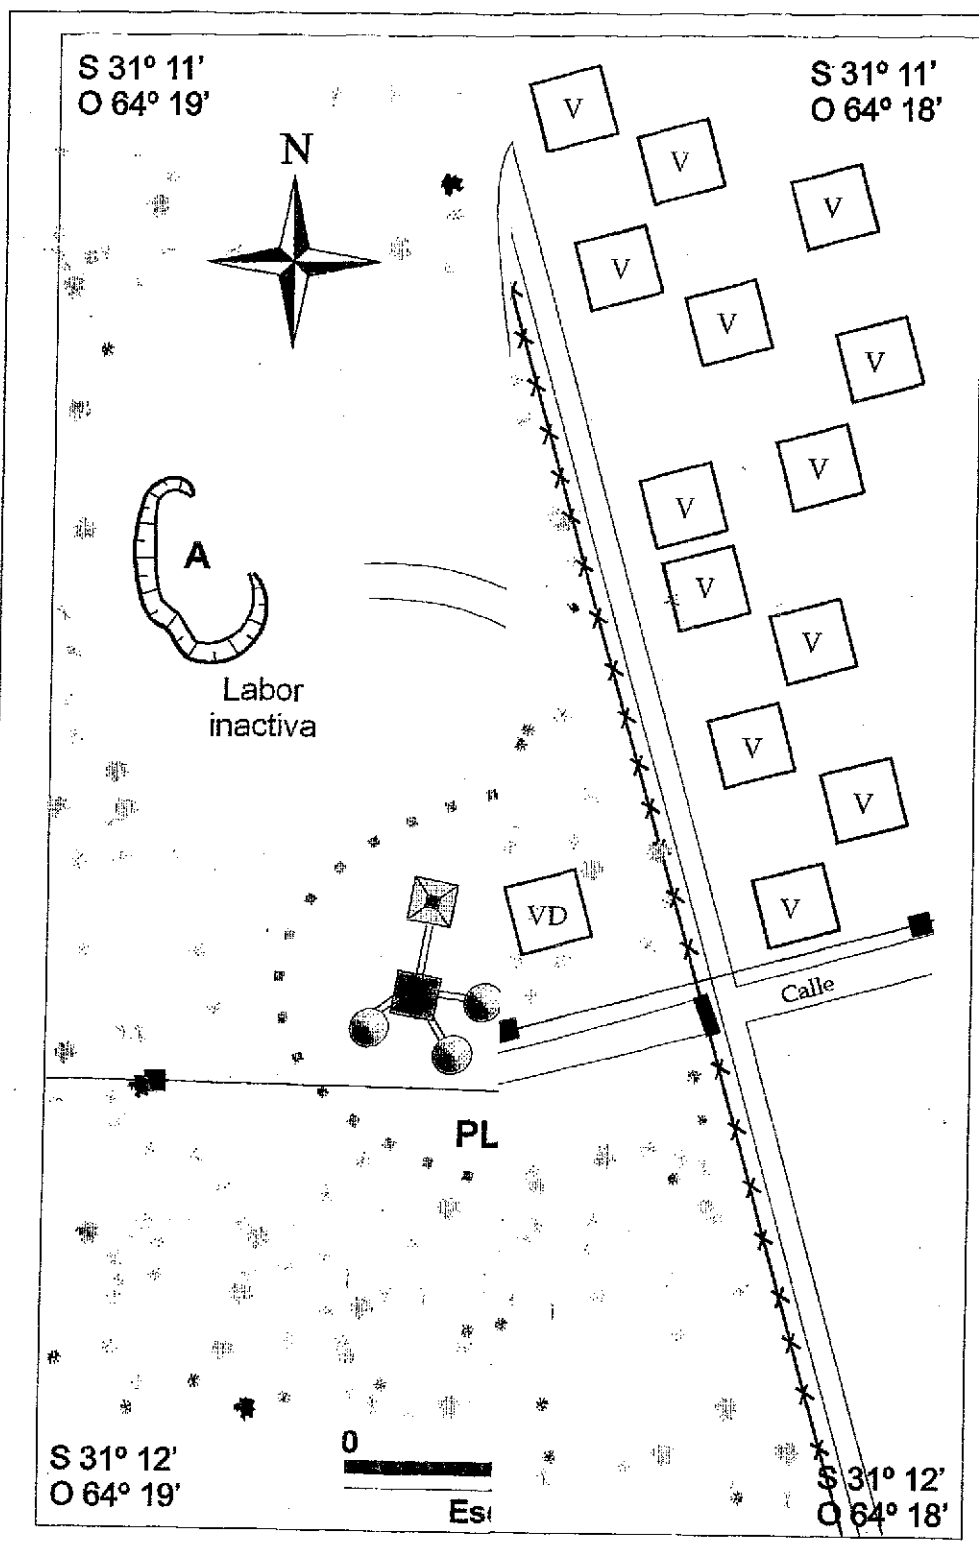 S 31º 11'
O 64º 19'
S 31º 11'
O 64º 18'
N
V
V
V
V
V
V
V
V
V
A
V
Labor
inactiva
V
V
VD
V
Calle
PL
0
S 31º 12'
O 64º 19'
Es
S 31º 12'
O 64º 18'